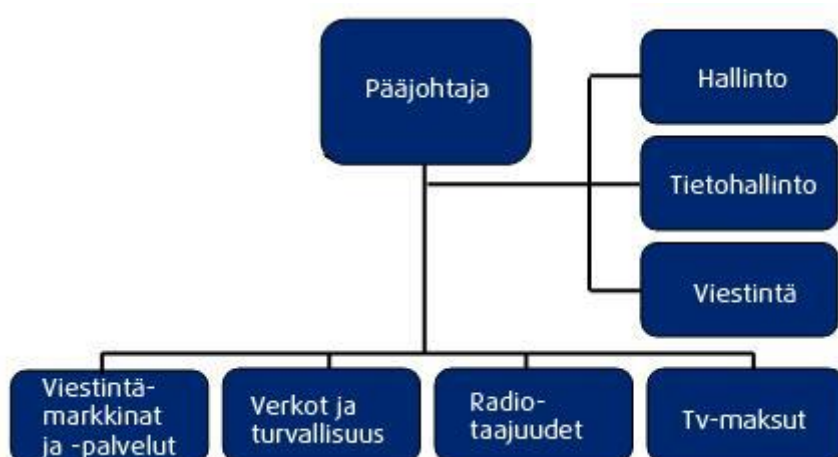 Pääjohtaja
Hallinto
Tietohallinto
Viestintä
Viestintä-
markkinat
ja -palvelut
Verkot ja
turvallisuus
Radio-
taajuudet
Tv-maksut